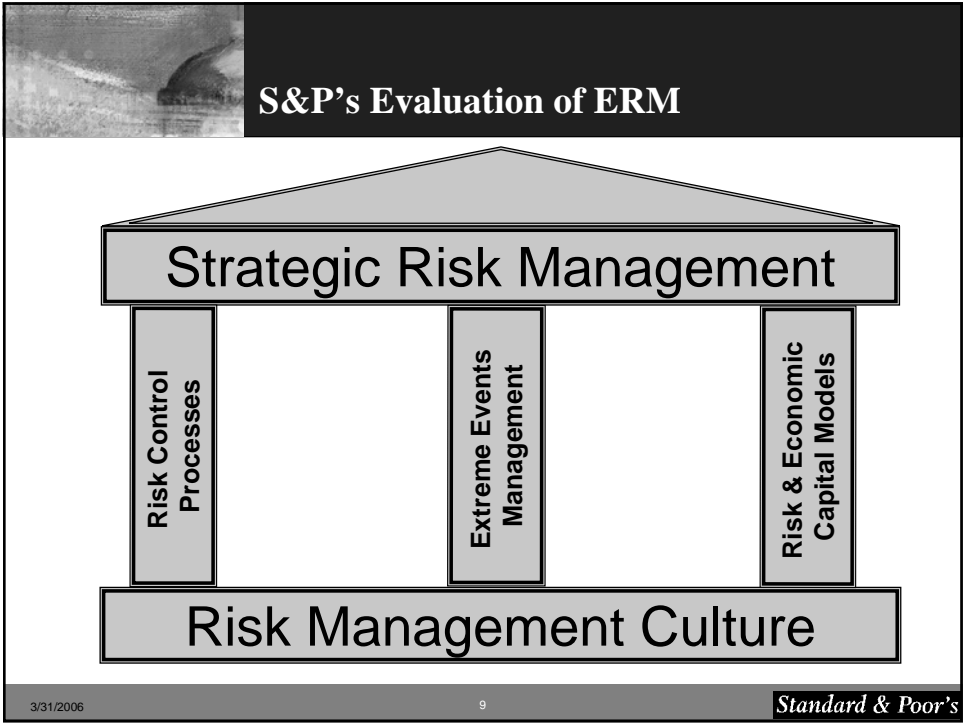 S&P's Evaluation of ERM
Strategic Risk Management
Risk Control
Processes
Extreme Events
Management
Risk & Economic
Capital Models
Risk Management Culture
3/31/2006
9
Standard & Poor's